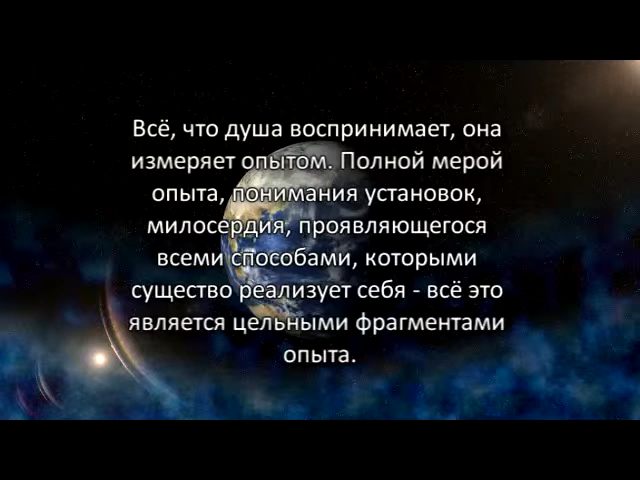 Всё, что душа воспринимает, она
измеряет опытом. Полной мерой
опыта, понимания установок,
милосердия, проявляющегося
всеми способами, которыми
существо реализует себя - всё это
является цельными фрагментами
опыта.